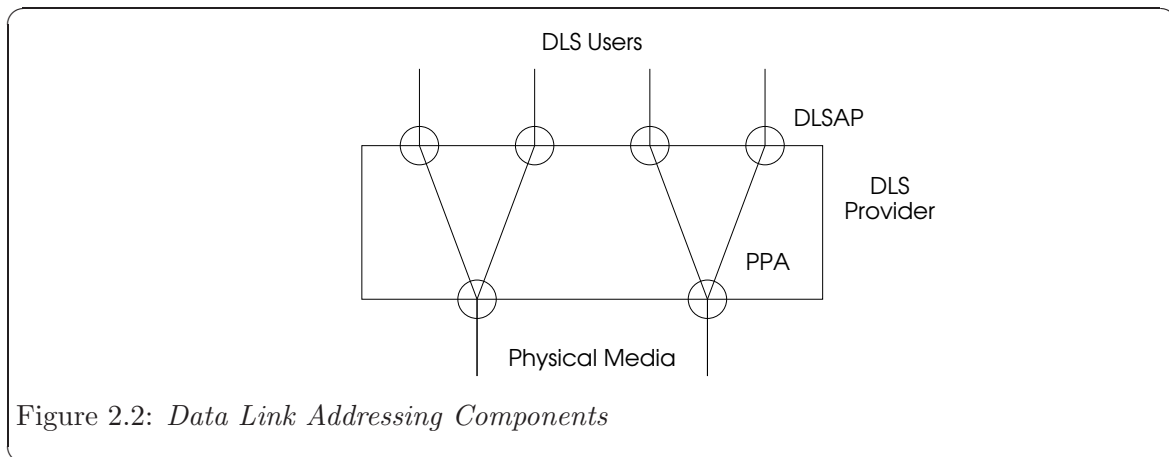 DLS Users
DLSAP
DLS
Provider
PPA
Physical Media
Figure 2.2: Data Link Addressing Components